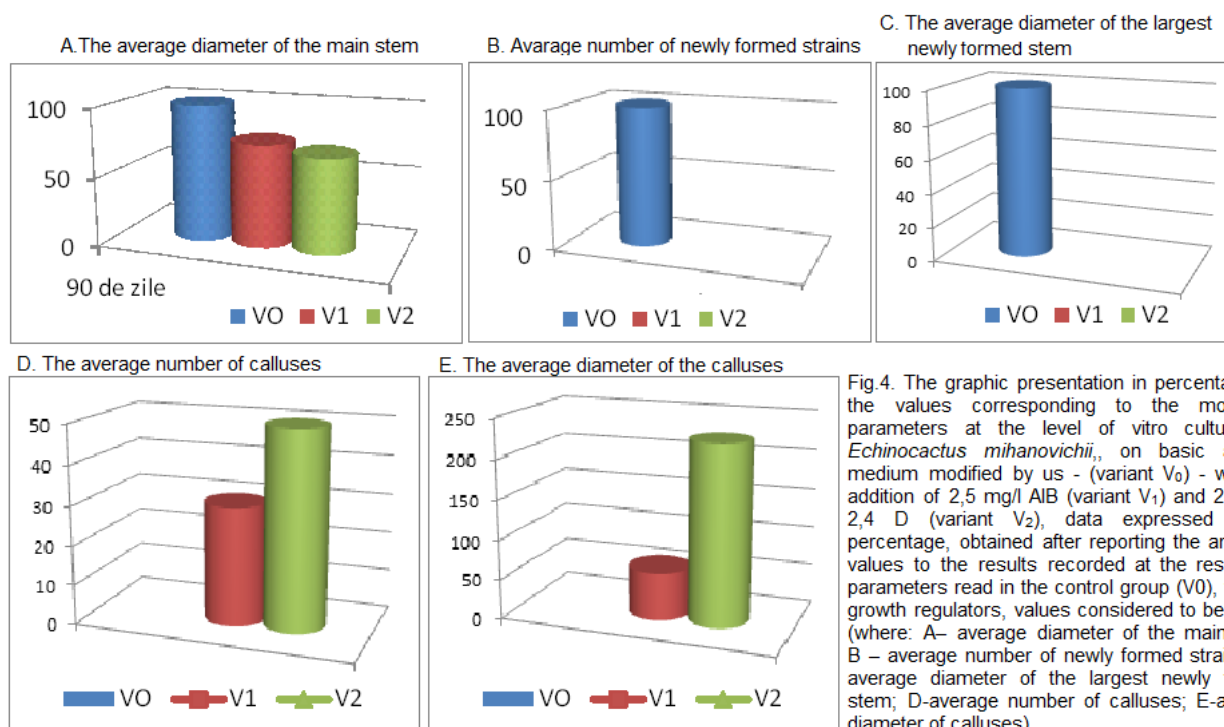 A.The average diameter of the main stem
100
50
0
90 de zile
VO V1 V2
B. Avarage number of newly formed strains
100
50
0
VO V1 V2
C. The average diameter of the largest
newly formed stem
100
80
60
40
20
0
VO V1 V2
D. The average number of calluses
50
40
30
20
10
0
VO V1 V2
E. The average diameter of the calluses
250
200
150
100
50
0
VO V1 V2
Fig.4. The graphic presentation in
the values corresponding to the
parameters at the level of vitro
Echinocactus mihanovichii,, on basic
medium modified by us - (variant V₀) -
addition of 2,5 mg/l AIB (variant V₁) and
2,4 D (variant V₂), data expressed
percentage, obtained after reporting the
values to the results recorded at the
parameters read in the control group (V0),
growth regulators, values considered to be
(where: A– average diameter of the main
B – average number of newly formed
average diameter of the largest newly
stem; D-average number of calluses;
diameter of calluses)